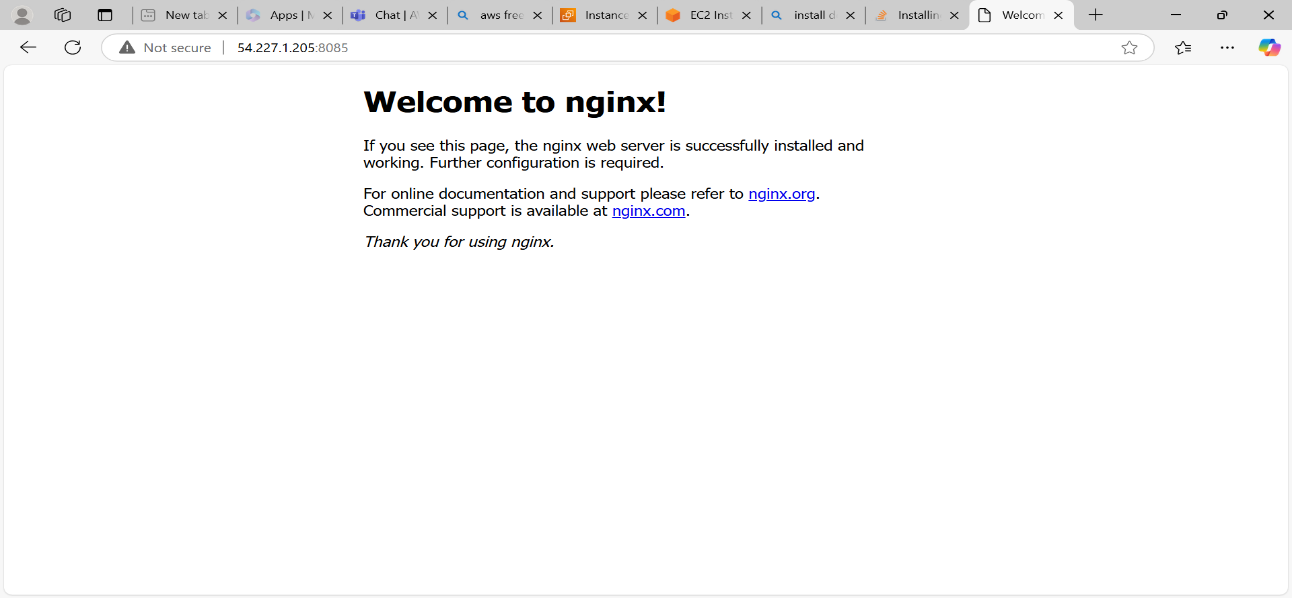 New tab
Apps | M
Chat | A
aws free
Instance
EC2 Inst
install d
Installin
Welcom
Not secure
54.227.1.205:8085
Welcome to nginx!
If you see this page, the nginx web server is successfully installed and
working. Further configuration is required.
For online documentation and support please refer to nginx.org.
Commercial support is available at nginx.com.
Thank you for using nginx.